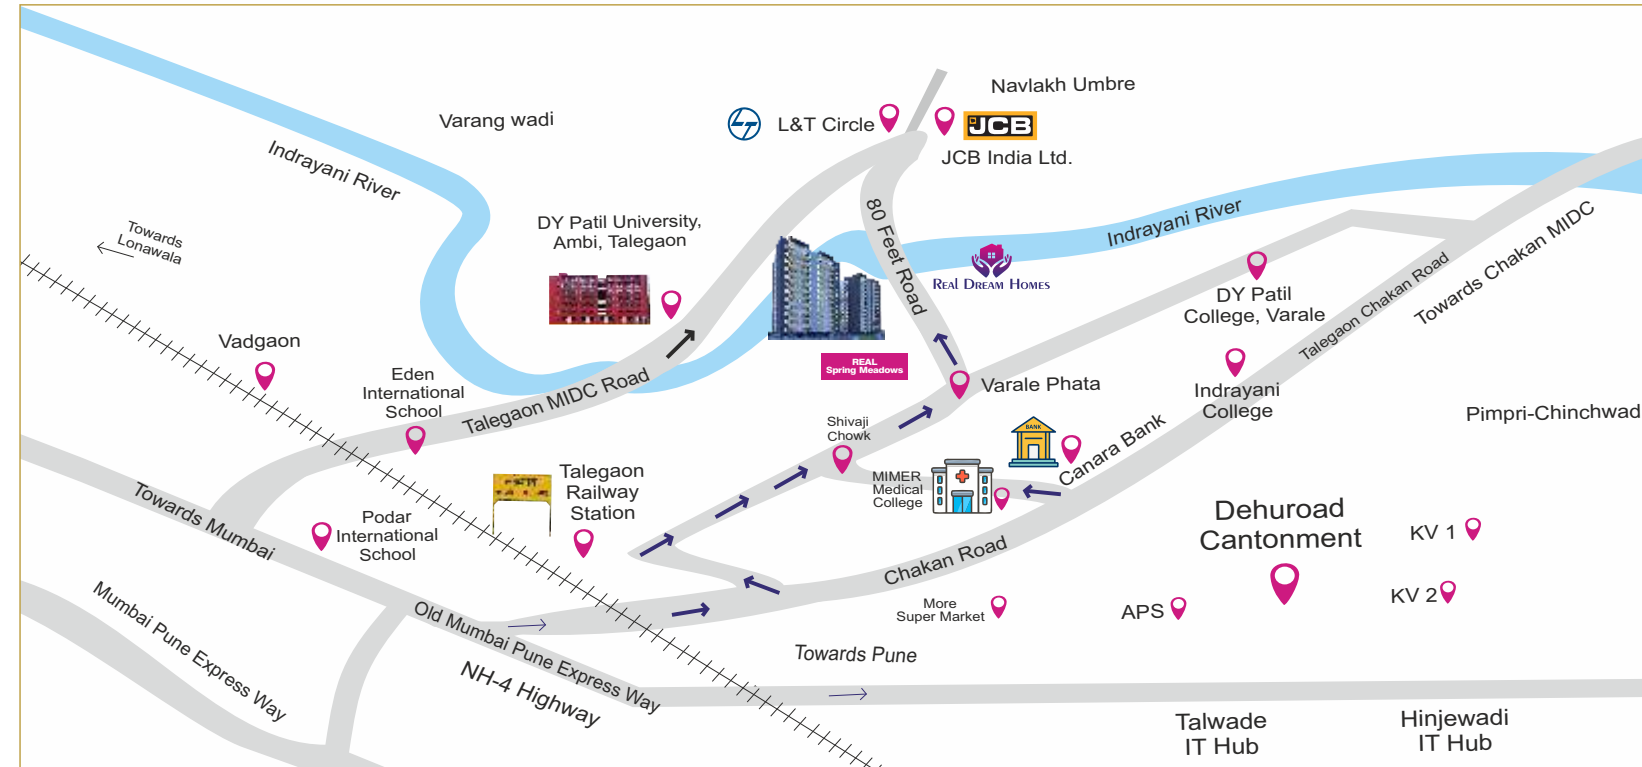 Navlakh Umbre
Varang wadi
L&T Circle
JCB
JCB India Ltd.
Indrayani River
80 Feet Road
Indrayani River
DY Patil University,
Ambi, Talegaon
Towards
Lonawala
REAL DREAM HOMES
Towards Chakan MIDC
Talegaon Chakan Road
DY Patil
College, Varale
Vadgaon
Eden
International
School
Talegaon MIDC Road
REAL
Spring Meadows
Varale Phata
Indrayani
College
Pimpri-Chinchwad
Shivaji
Chowk
BANK
Canara Bank
MIMER
Medical
College
Talegaon
Railway
Station
Towards Mumbai
Podar
International
School
Dehuroad
Cantonment
KV 1
KV 2
Chakan Road
More
Super Market
APS
Mumbai Pune Express Way
Old Mumbai Pune Express Way
NH-4 Highway
Towards Pune
Talwade
IT Hub
Hinjewadi
IT Hub